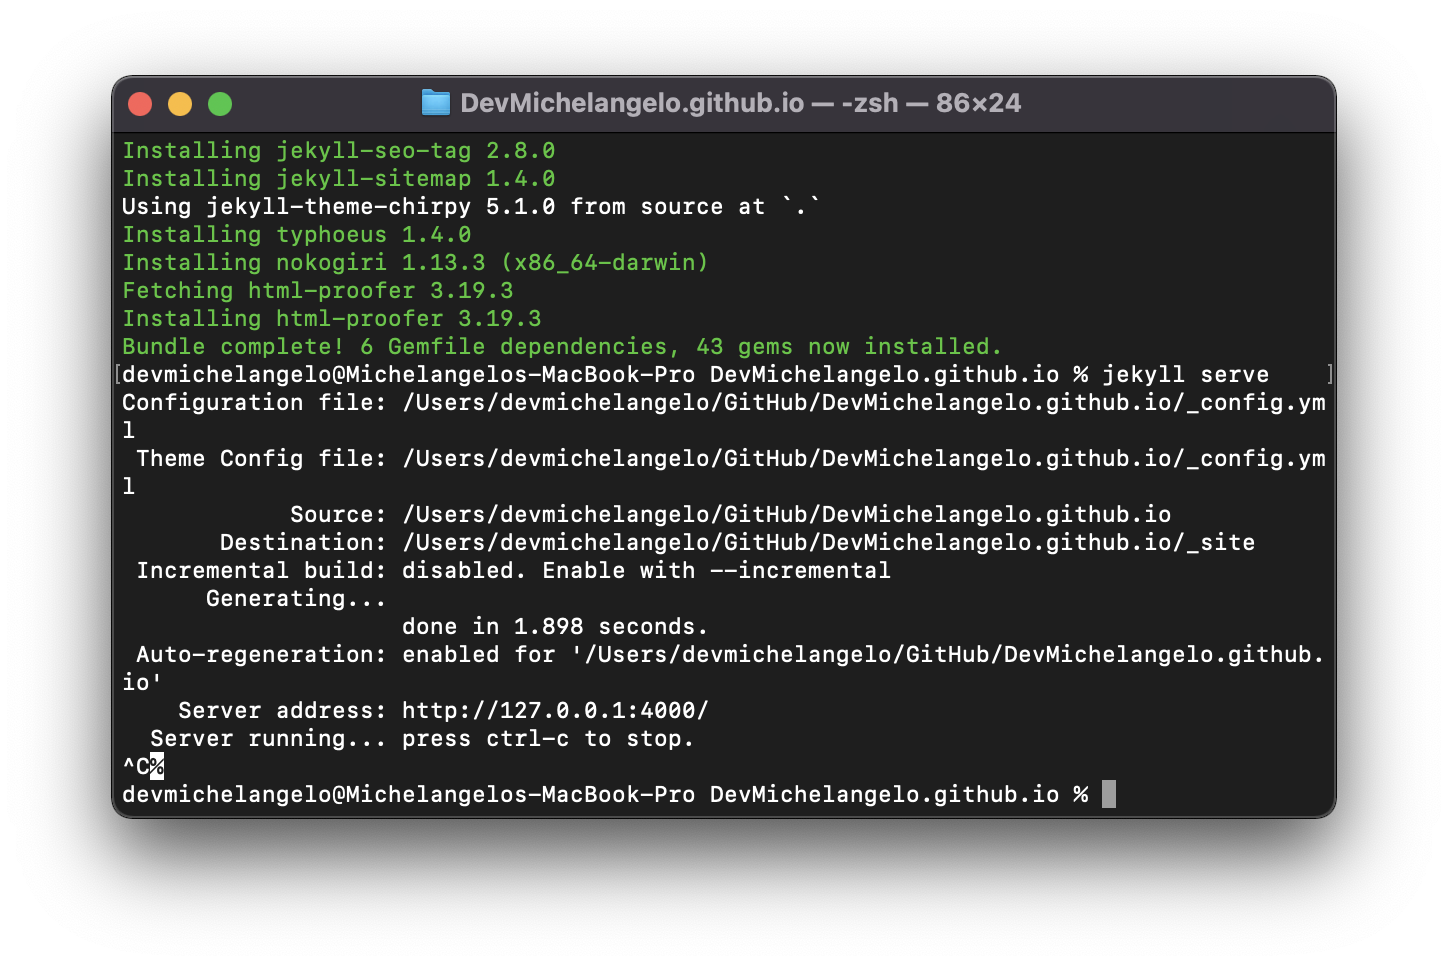 DevMichelangelo.github.io — -zsh — 86×24
Installing jekyll-seo-tag 2.8.0
Installing jekyll-sitemap 1.4.0
Using jekyll-theme-chirpy 5.1.0 from source at `.`
Installing typhoeus 1.4.0
Installing nokogiri 1.13.3 (x86_64-darwin)
Fetching html-proofer 3.19.3
Installing html-proofer 3.19.3
Bundle complete! 6 Gemfile dependencies, 43 gems now installed.
[devmichelangelo@Michelangelos-MacBook-Pro DevMichelangelo.github.io % jekyll serve    ]
Configuration file: /Users/devmichelangelo/GitHub/DevMichelangelo.github.io/_config.ym
l
 Theme Config file: /Users/devmichelangelo/GitHub/DevMichelangelo.github.io/_config.ym
l
            Source: /Users/devmichelangelo/GitHub/DevMichelangelo.github.io
       Destination: /Users/devmichelangelo/GitHub/DevMichelangelo.github.io/_site
 Incremental build: disabled. Enable with --incremental
      Generating...
                    done in 1.898 seconds.
 Auto-regeneration: enabled for '/Users/devmichelangelo/GitHub/DevMichelangelo.github.
io'
    Server address: http://127.0.0.1:4000/
  Server running... press ctrl-c to stop.
^C%
devmichelangelo@Michelangelos-MacBook-Pro DevMichelangelo.github.io %